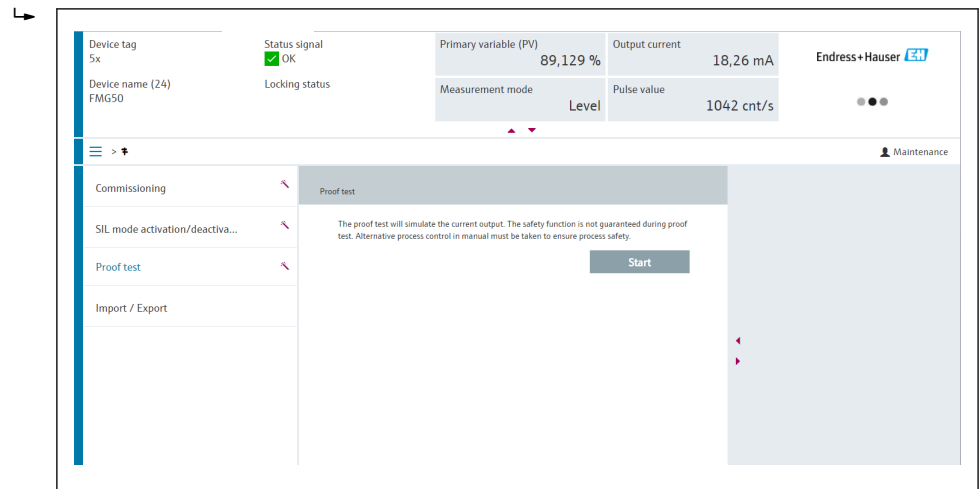 Device tag
5x
Status signal
OK
Primary variable (PV)
89,129 %
Output current
18,26 mA
Endress+Hauser EH
Device name (24)
FMG50
Locking status
Measurement mode
Level
Pulse value
1042 cnt/s
>
Maintenance
Commissioning
SIL mode activation/deactiva...
Proof test
Import / Export
Proof test
The proof test will simulate the current output. The safety function is not guaranteed during proof
test. Alternative process control in manual must be taken to ensure process safety.
Start